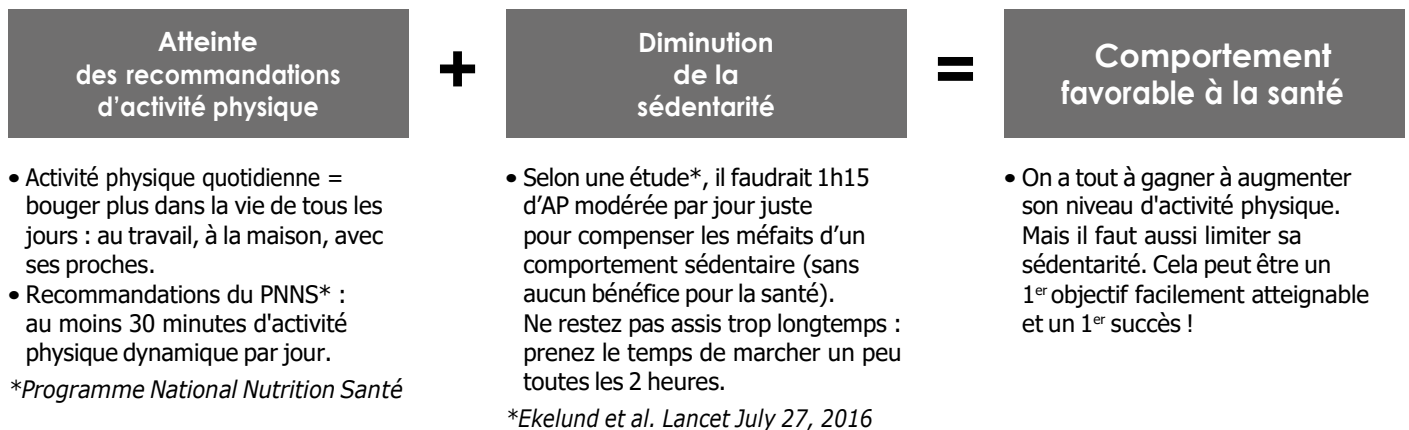 Atteinte
des recommandations
d'activité physique
+
Diminution
de la
sédentarité
=
Comportement
favorable à la santé
• Activité physique quotidienne =
bouger plus dans la vie de tous les
jours : au travail, à la maison, avec
ses proches.
• Recommandations du PNNS* :
au moins 30 minutes d'activité
physique dynamique par jour.
*Programme National Nutrition Santé
• Selon une étude*, il faudrait 1h15
d'AP modérée par jour juste
pour compenser les méfaits d'un
comportement sédentaire (sans
aucun bénéfice pour la santé).
Ne restez pas assis trop longtemps :
prenez le temps de marcher un peu
toutes les 2 heures.
*Ekelund et al. Lancet July 27, 2016
• On a tout à gagner à augmenter
son niveau d'activité physique.
Mais il faut aussi limiter sa
sédentarité. Cela peut être un
1er objectif facilement atteignable
et un 1er succès !